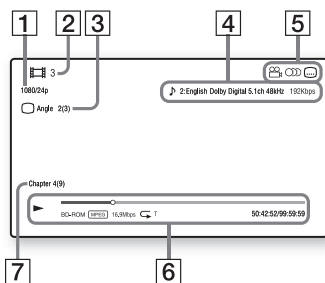 1 2 3 4 5
3
1080/24p
2:English Dolby Digital 5.1ch 48kHz 192Kbps
Angle 2(3)
Chapter 4(9)
BD-ROM MPEG 16.9Mbps T 50:42:52/99:59:59
7 6